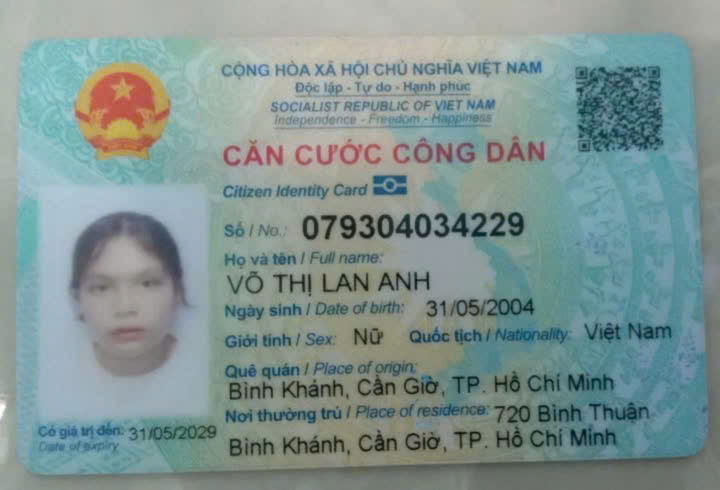 CỘNG HÒA XÃ HỘI CHỦ NGHĨA VIỆT NAM
Độc lập - Tự do - Hạnh phúc
SOCIALIST REPUBLIC OF VIET NAM
Independence - Freedom - Happiness
CĂN CƯỚC CÔNG DÂN
Citizen Identity Card
Số / No.: 079304034229
Họ và tên / Full name:
VÕ THỊ LAN ANH
Ngày sinh / Date of birth: 31/05/2004
Giới tính / Sex: Nữ Quốc tịch / Nationality: Việt Nam
Quê quán / Place of origin:
Bình Khánh, Cần Giờ, TP. Hồ Chí Minh
Nơi thường trú / Place of residence: 720 Bình Thuận
Bình Khánh, Cần Giờ, TP. Hồ Chí Minh
Có giá trị đến: 31/05/2029
Date of expiry